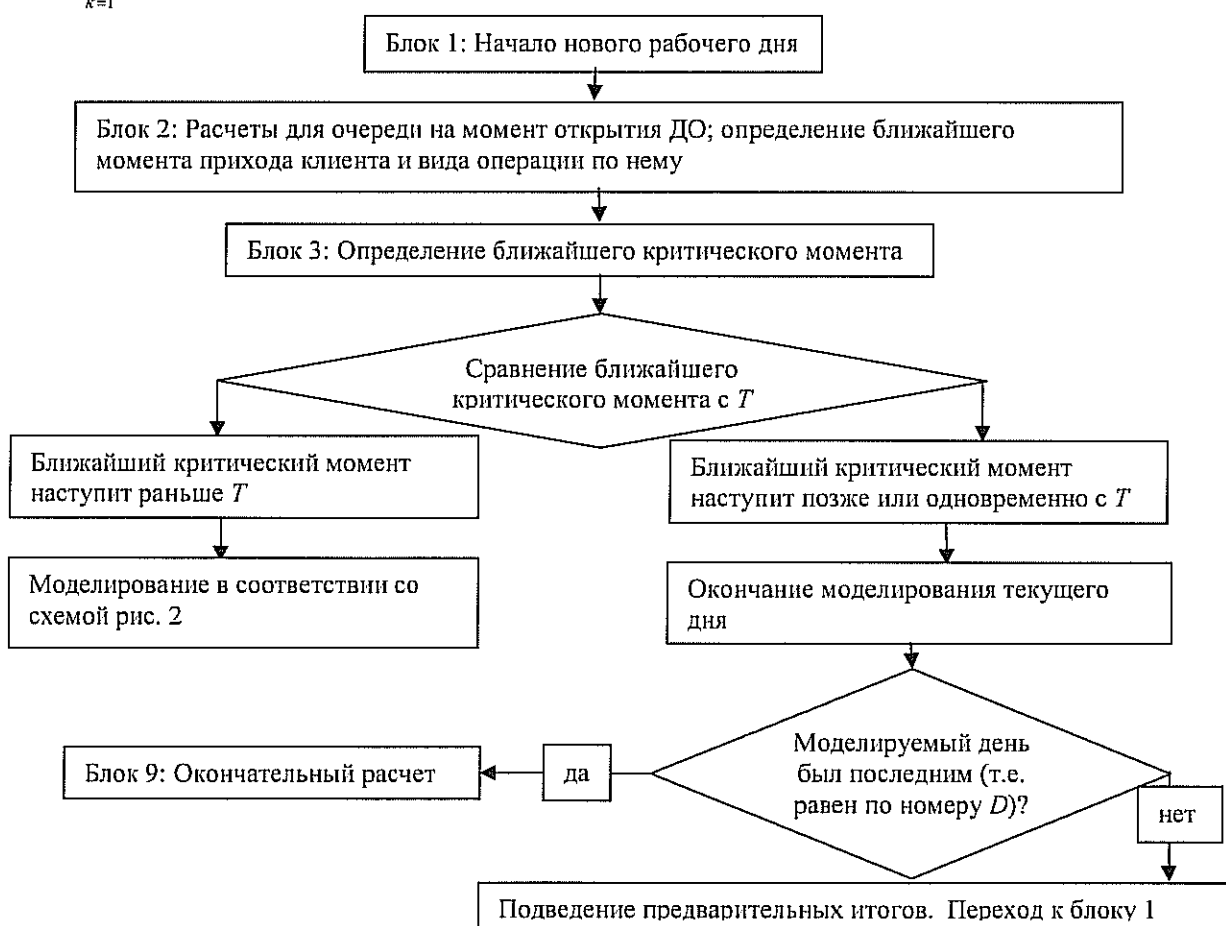 k=1
Блок 1: Начало нового рабочего дня
Блок 2: Расчеты для очереди на момент открытия ДО; определение ближайшего
момента прихода клиента и вида операции по нему
Блок 3: Определение ближайшего критического момента
Сравнение ближайшего
критического момента с T
Ближайший критический момент
наступит раньше T
Ближайший критический момент
наступит позже или одновременно с T
Моделирование в соответствии со
схемой рис. 2
Окончание моделирования текущего
дня
Моделируемый день
был последним (т.е.
равен по номеру D)?
Блок 9: Окончательный расчет
да
нет
Подведение предварительных итогов. Переход к блоку 1